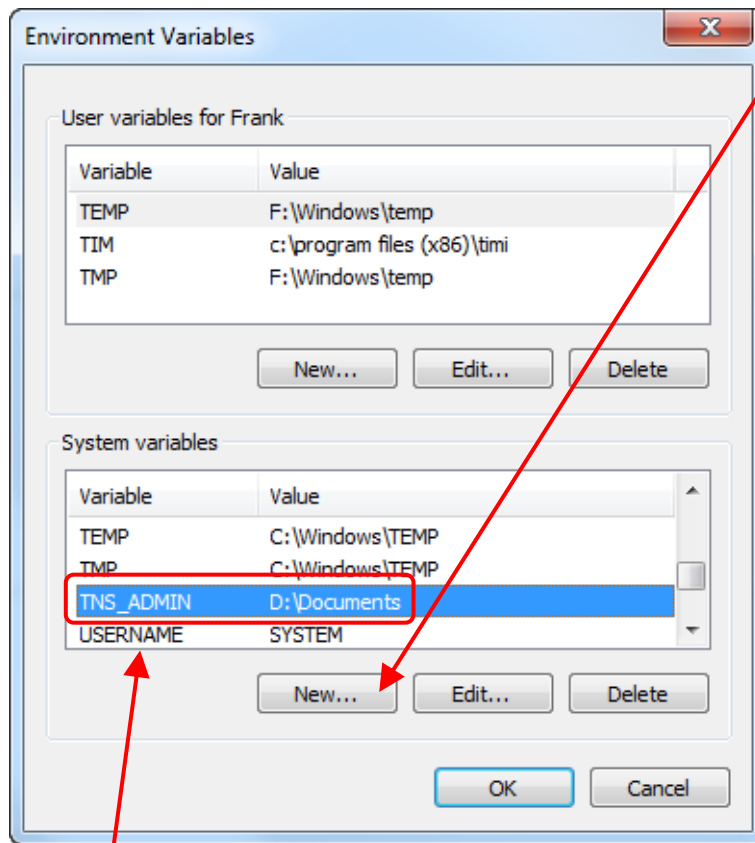 Environment Variables
User variables for Frank
Variable Value
TEMP F:\Windows\temp
TIM c:\program files (x86)\timi
TMP F:\Windows\temp
New... Edit... Delete
System variables
Variable Value
TEMP C:\Windows\TEMP
TMP C:\Windows\TEMP
TNS_ADMIN D:\Documents
USERNAME SYSTEM
New... Edit... Delete
OK Cancel